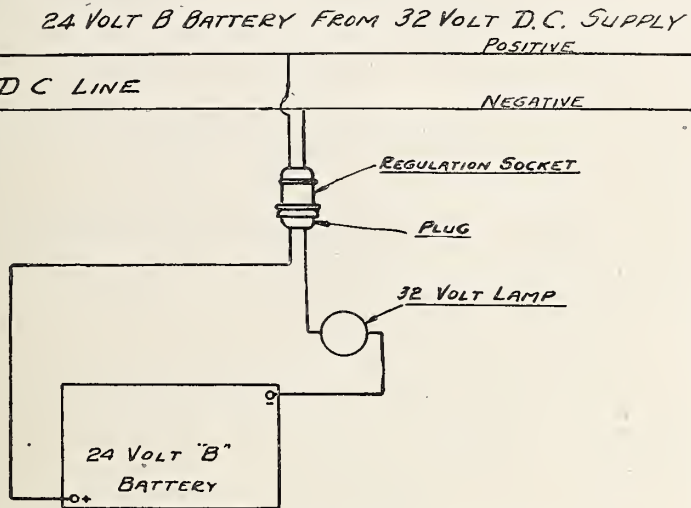 24 VOLT B BATTERY FROM 32 VOLT D.C. SUPPLY
POSITIVE
D C LINE
NEGATIVE
REGULATION SOCKET
PLUG
32 VOLT LAMP
24 VOLT "B"
BATTERY
-
+